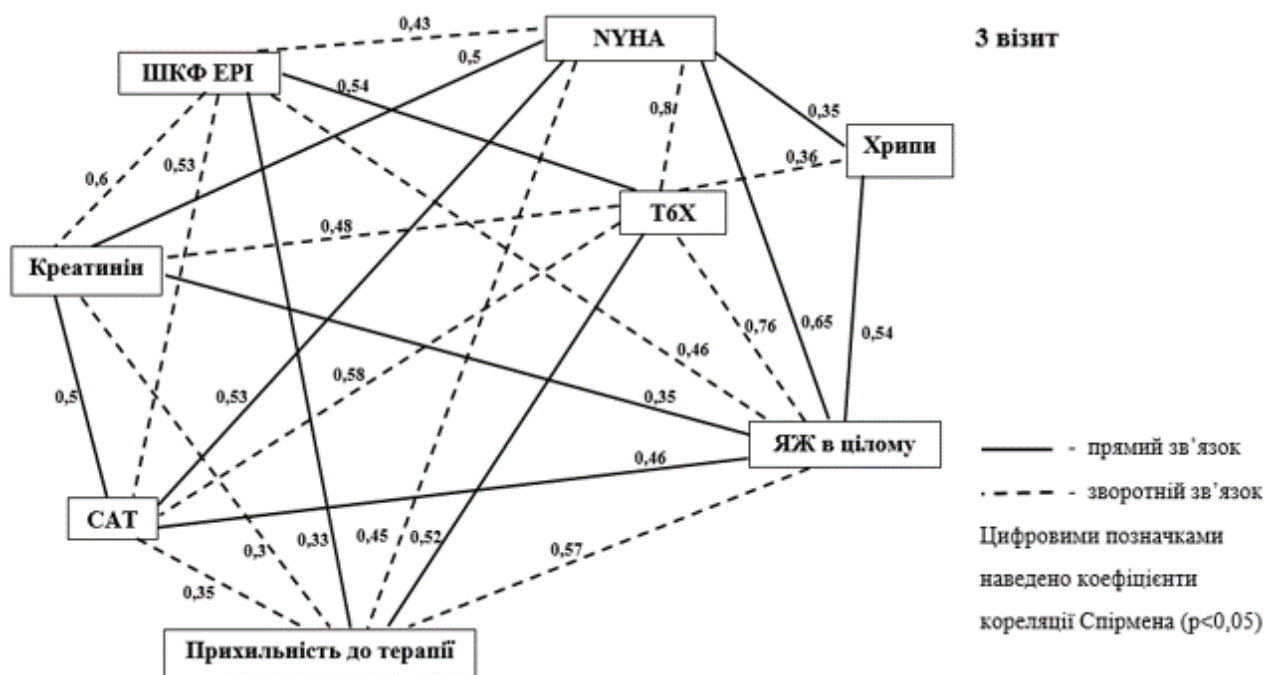 0,43
NYHA
3 візит
ШКФ EPI
0,5
0,54
0,35
0,8
Хрипи
0,53
0,36
0,6
Т6Х
0,48
Креатинін
0,76
0,65
0,54
0,46
0,58
0,5
0,53
0,35
ЯЖ в цілому
- прямий зв’язок
0,46
- зворотній зв’язок
САТ
0,3
0,33
0,45
0,52
0,57
Цифровими позначками
наведено коефіцієнти
0,35
кореляції Спірмена (p<0,05)
Прихильність до терапії